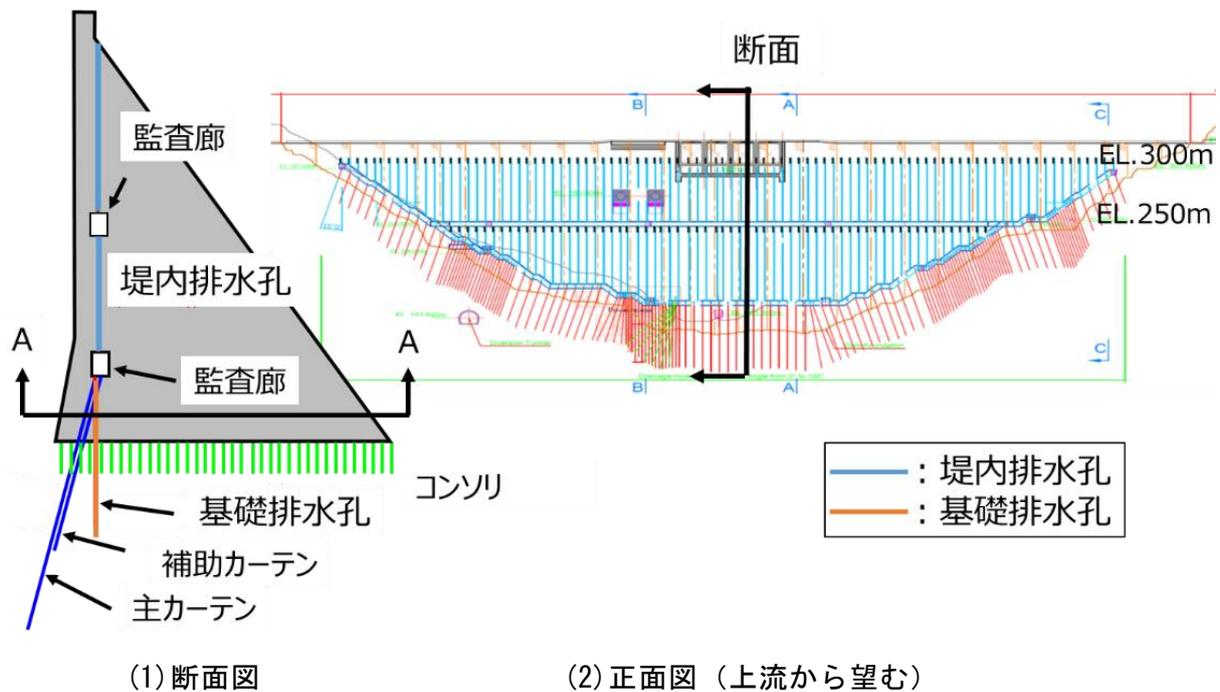 断面
監査廊
堤内排水孔
監査廊
A
A
コンソリ
基礎排水孔
補助カーテン
主カーテン
B
A
C
EL.300m
EL.250m
Diversion Tunnel
C
B
A
：堤内排水孔
：基礎排水孔
(1)断面図
(2)正面図（上流から望む）